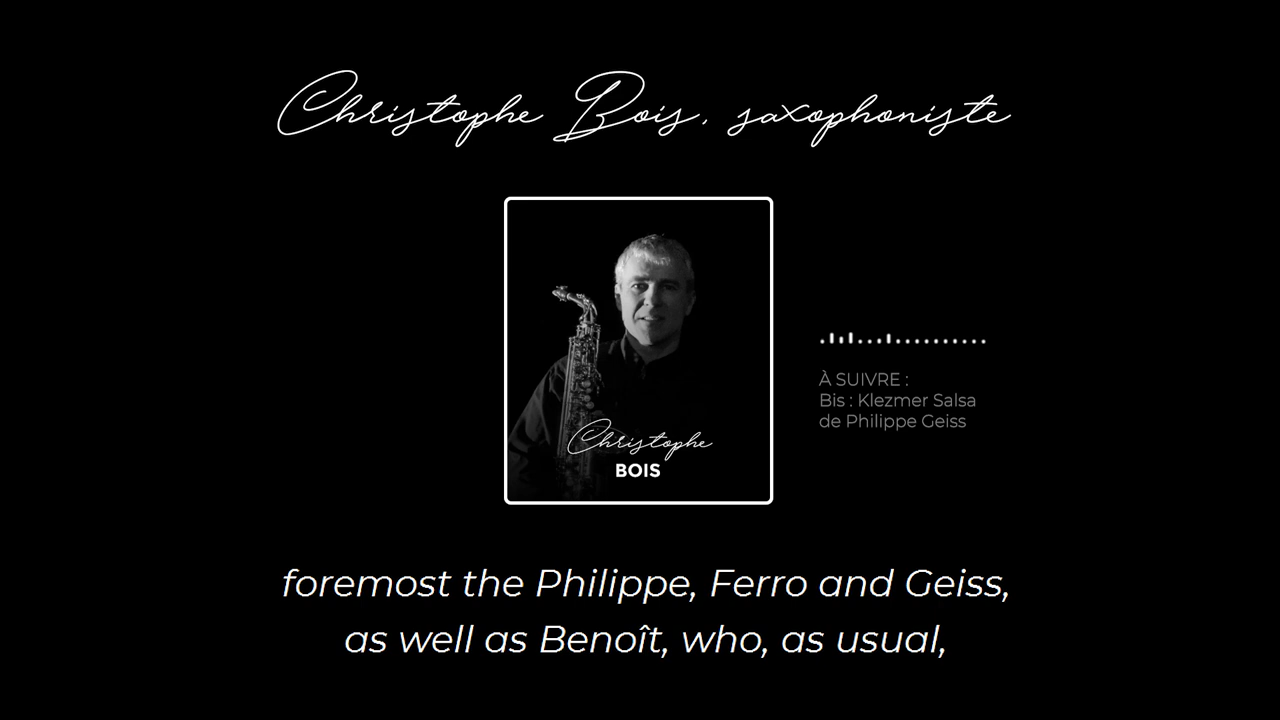 Christophe Bois, saxophoniste
Christophe
BOIS
À SUIVRE :
Bis : Klezmer Salsa
de Philippe Geiss
foremost the Philippe, Ferro and Geiss,
as well as Benoît, who, as usual,